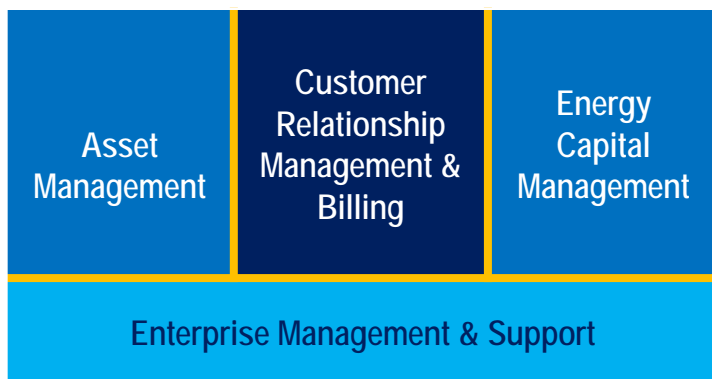 Asset
Management
Customer
Relationship
Management &
Billing
Energy
Capital
Management
Enterprise Management & Support